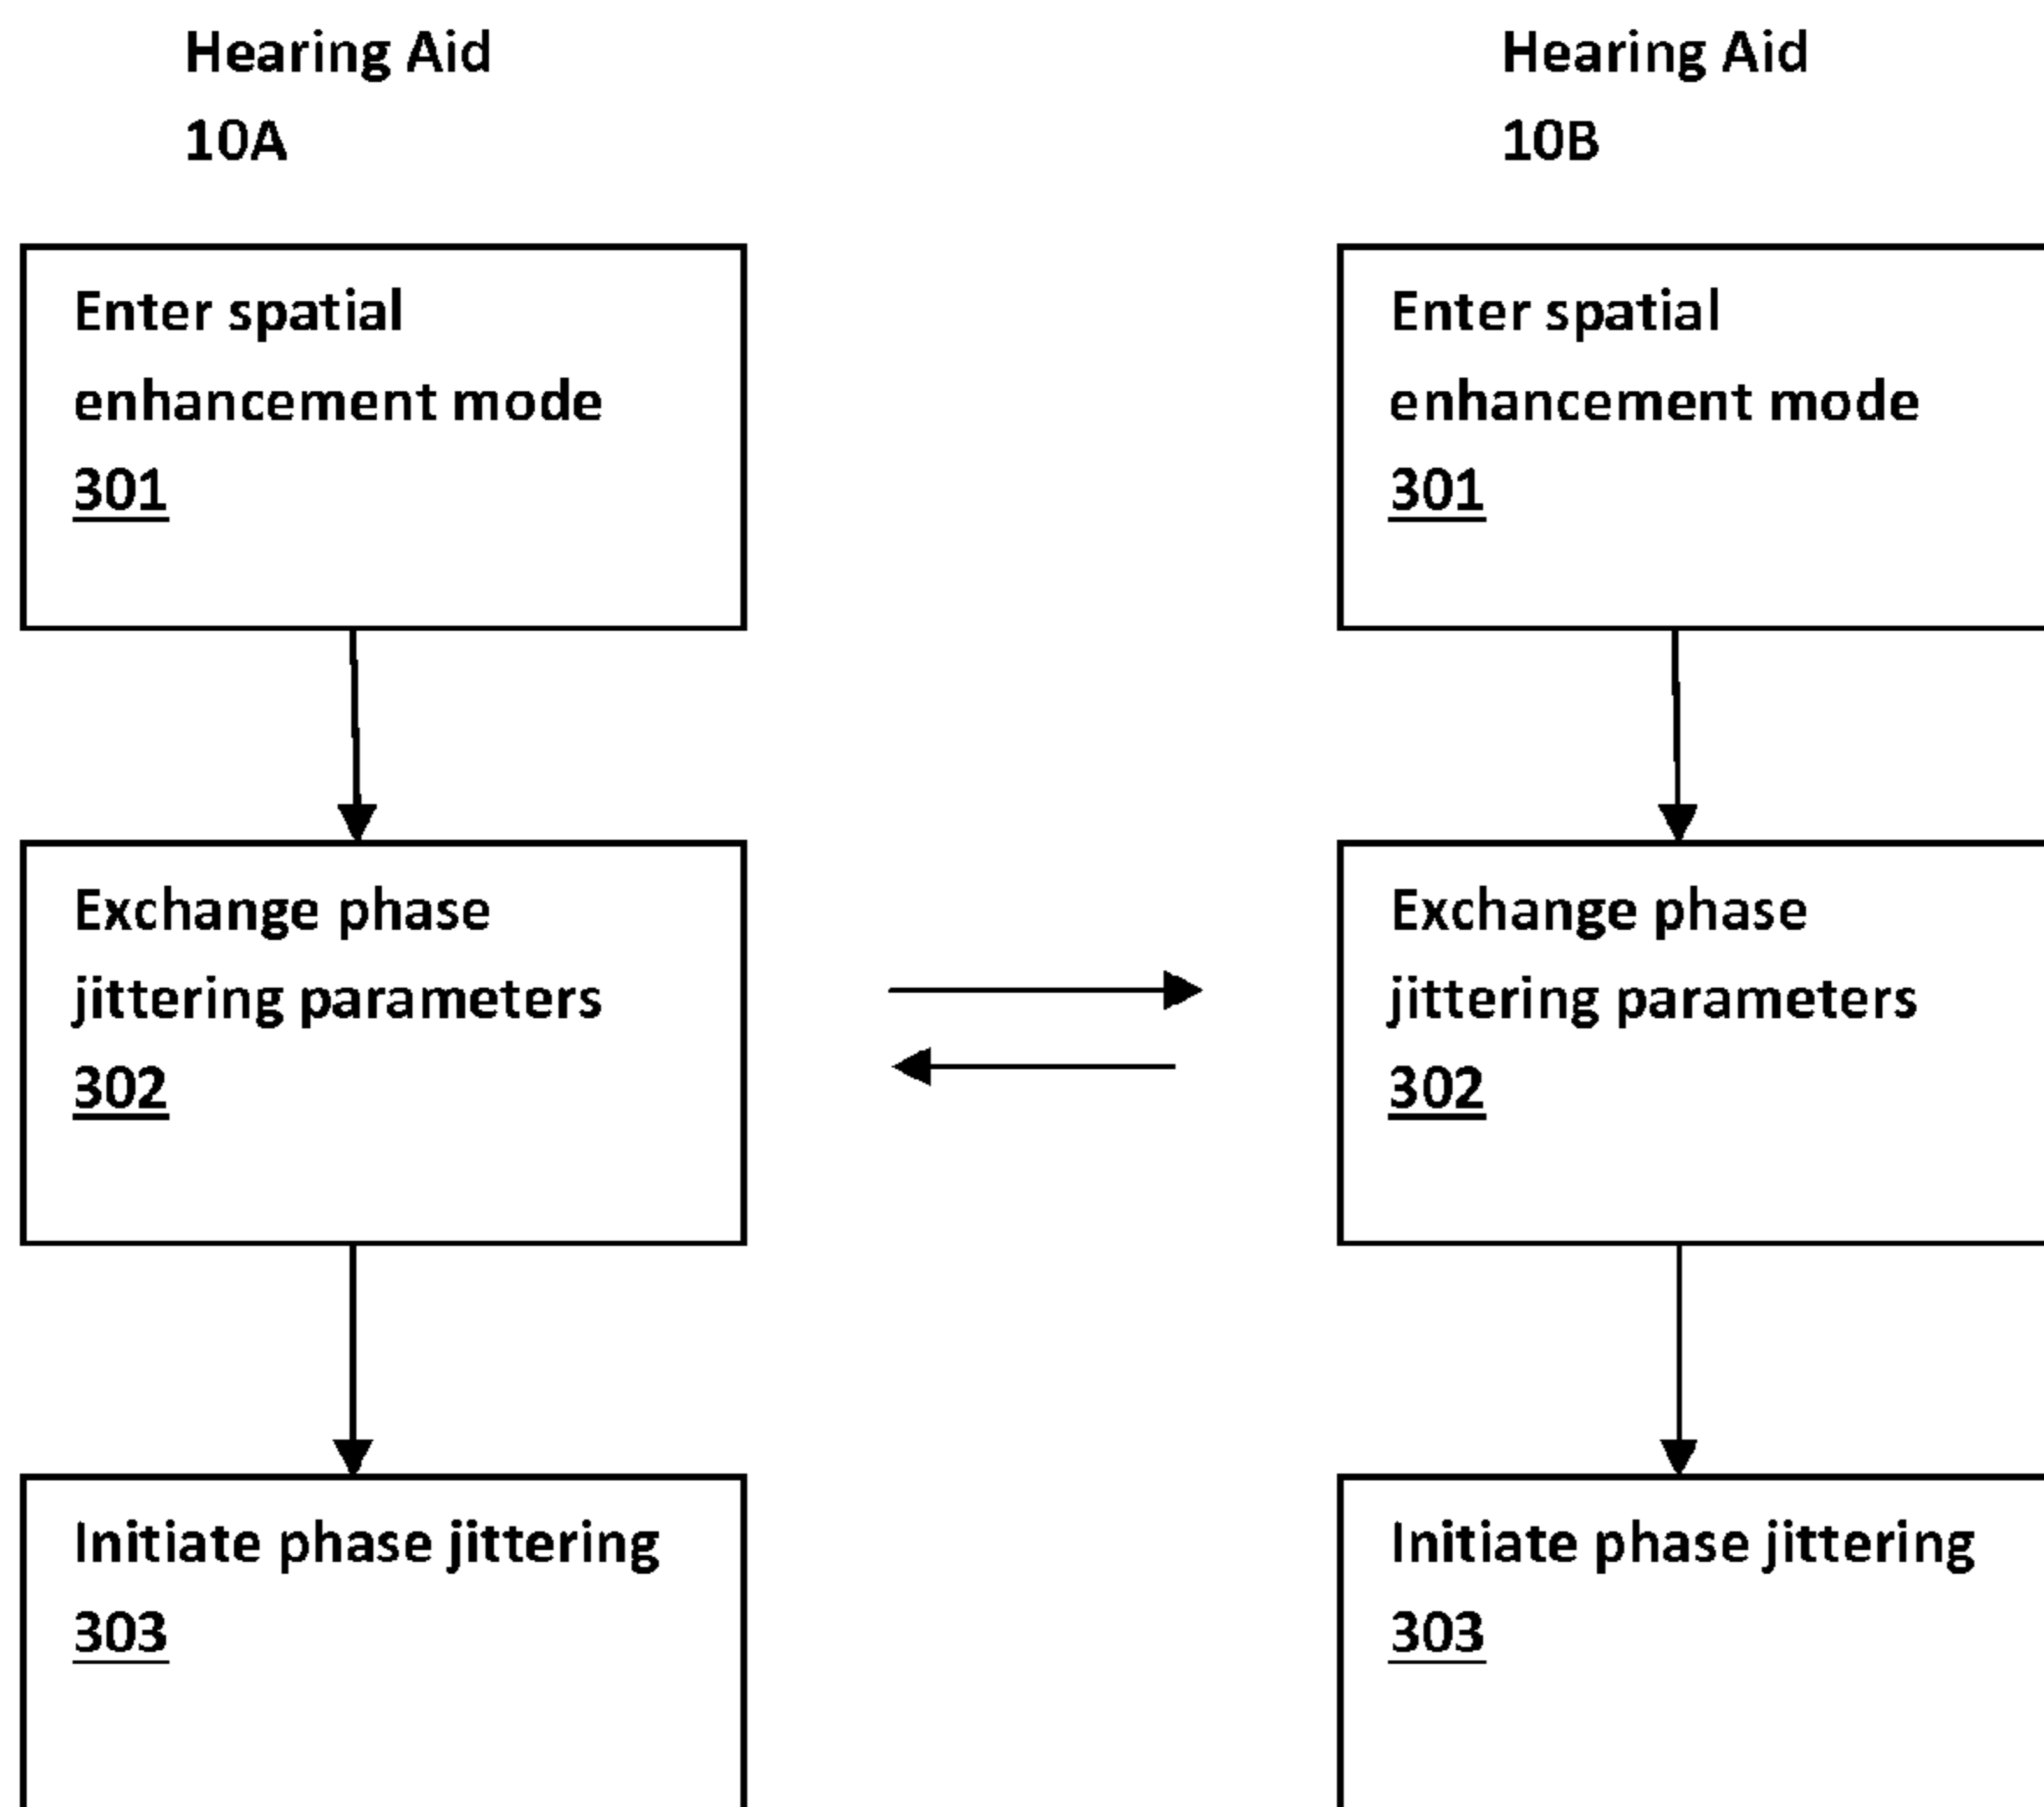 Hearing Aid
10A
Enter spatial
enhancement mode
301
Exchange phase
jittering parameters
302
Initiate phase jittering
303
Hearing Aid
10B
Enter spatial
enhancement mode
301
Exchange phase
jittering parameters
302
Initiate phase jittering
303